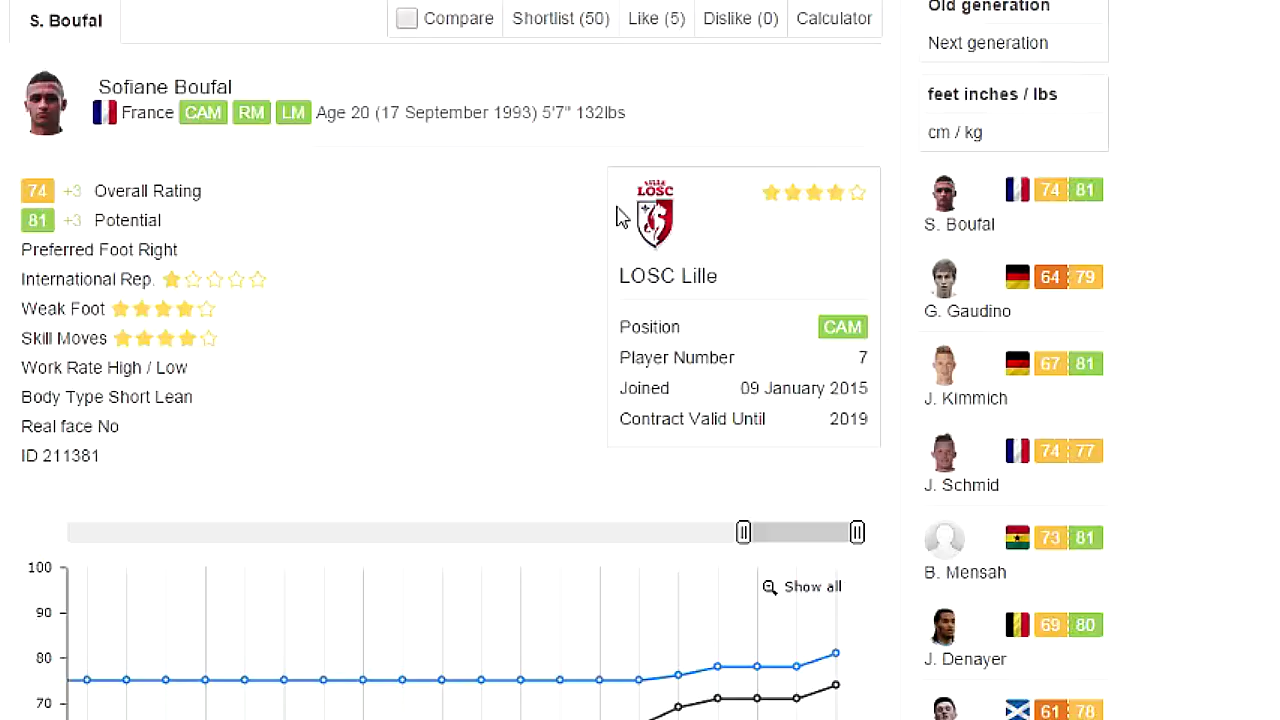 S. Boufal
Compare
Shortlist (50)
Like (5)
Dislike (0)
Calculator
Sofiane Boufal
France CAM RM LM Age 20 (17 September 1993) 5'7" 132lbs
74 +3 Overall Rating
81 +3 Potential
Preferred Foot Right
International Rep.
Weak Foot
Skill Moves
Work Rate High / Low
Body Type Short Lean
Real face No
ID 211381
LILLE
LOSC
LOSC Lille
Position CAM
Player Number 7
Joined 09 January 2015
Contract Valid Until 2019
Show all
100
90
80
70
Old generation
Next generation
feet inches / lbs
cm / kg
74 81
S. Boufal
64 79
G. Gaudino
67 81
J. Kimmich
74 77
J. Schmid
73 81
B. Mensah
69 80
J. Denayer
61 78